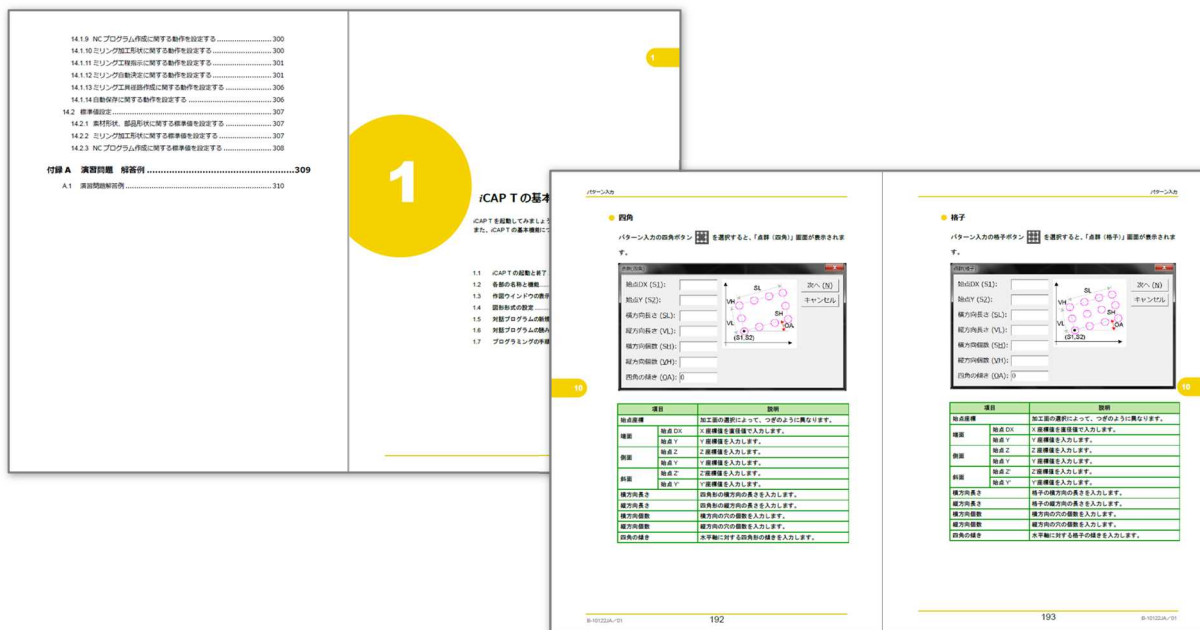 14.1.9 NC プログラム作成に関する動作を設定する ......................... 300
14.1.10 ミリング加工形状に関する動作を設定する ......................... 300
14.1.11 ミリング工程指示に関する動作を設定する ......................... 301
14.1.12 ミリング自動決定に関する動作を設定する ......................... 301
14.1.13 ミリング工具径路作成に関する動作を設定する ..................... 306
14.1.14 自動保存に関する動作を設定する ................................. 306
14.2 標準値設定 ................................................................ 307
14.2.1 素材形状、部品形状に関する標準値を設定する ..................... 307
14.2.2 ミリング加工形状に関する標準値を設定する ....................... 307
14.2.3 NC プログラム作成に関する標準値を設定する ..................... 308
付録 A 演習問題 解答例 ......................................................309
A.1 演習問題解答例 .......................................................... 310
1
1
iCAP T の基本
iCAP T を起動してみましょう
また、iCAP T の基本機能に
1.1 iCAP T の起動と終了
1.2 各部の名称と機能
1.3 作図ウインドウの表示
1.4 図形形式の設定
1.5 対話プログラムの新規
1.6 対話プログラムの読み
1.7 プログラミングの手順
パターン入力
四角
パターン入力の四角ボタン を選択すると、「点群（四角）」画面が表示されま
す。
点群(四角)
始点DX (S1):
始点Y (S2):
横方向長さ (SL):
縦方向長さ (VL):
横方向個数 (SH):
縦方向個数 (VH):
四角の傾き (OA): 0
SL
VH
VL
SH
OA
(S1,S2)
次へ (N)
キャンセル
10
項目 説明
始点座標 加工面の選択によって、つぎのように異なります。
端面 始点 DX X 座標値を直径値で入力します。
始点 Y Y 座標値を入力します。
側面 始点 Z Z 座標値を入力します。
始点 Y Y 座標値を入力します。
斜面 始点 Z' Z'座標値を入力します。
始点 Y' Y'座標値を入力します。
横方向長さ 四角形の横方向の長さを入力します。
縦方向長さ 四角形の縦方向の長さを入力します。
横方向個数 横方向の穴の個数を入力します。
縦方向個数 縦方向の穴の個数を入力します。
四角の傾き 水平軸に対する四角形の傾きを入力します。
B-10122JA／01
192
パターン入力
格子
パターン入力の格子ボタン を選択すると、「点群（格子）」画面が表示されま
す。
点群(格子)
始点DX (S1):
始点Y (S2):
横方向長さ (SL):
縦方向長さ (VL):
横方向個数 (SH):
縦方向個数 (VH):
四角の傾き (OA): 0
SL
VH
VL
SH
OA
(S1,S2)
次へ (N)
キャンセル
10
項目 説明
始点座標 加工面の選択によって、つぎのように異なります。
端面 始点 DX X 座標値を直径値で入力します。
始点 Y Y 座標値を入力します。
側面 始点 Z Z 座標値を入力します。
始点 Y Y 座標値を入力します。
斜面 始点 Z' Z'座標値を入力します。
始点 Y' Y'座標値を入力します。
横方向長さ 格子の横方向の長さを入力します。
縦方向長さ 格子の縦方向の長さを入力します。
横方向個数 横方向の穴の個数を入力します。
縦方向個数 縦方向の穴の個数を入力します。
四角の傾き 水平軸に対する格子の傾きを入力します。
193
B-10122JA／01